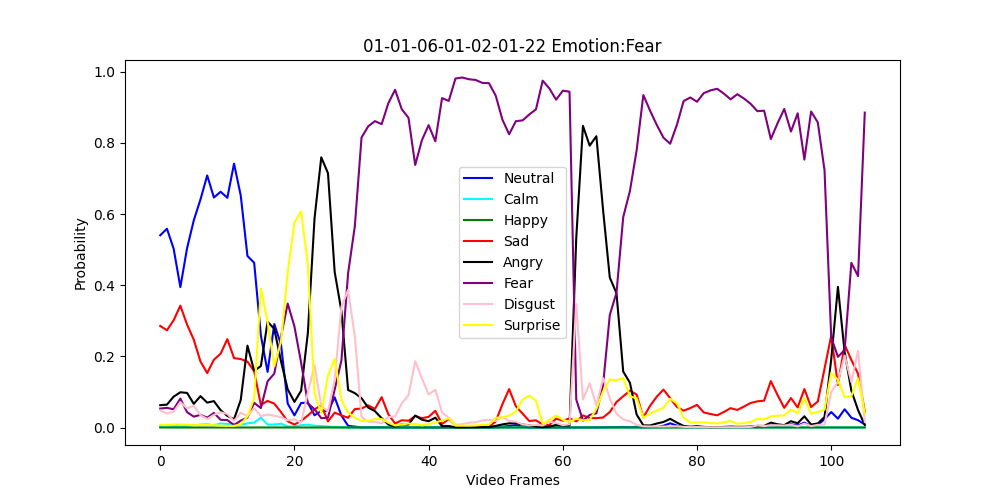 01-01-06-01-02-01-22 Emotion:Fear
1.0
0.8
0.6
0.4
0.2
0.0
Probability
Neutral
Calm
Happy
Sad
Angry
Fear
Disgust
Surprise
0 20 40 60 80 100
Video Frames